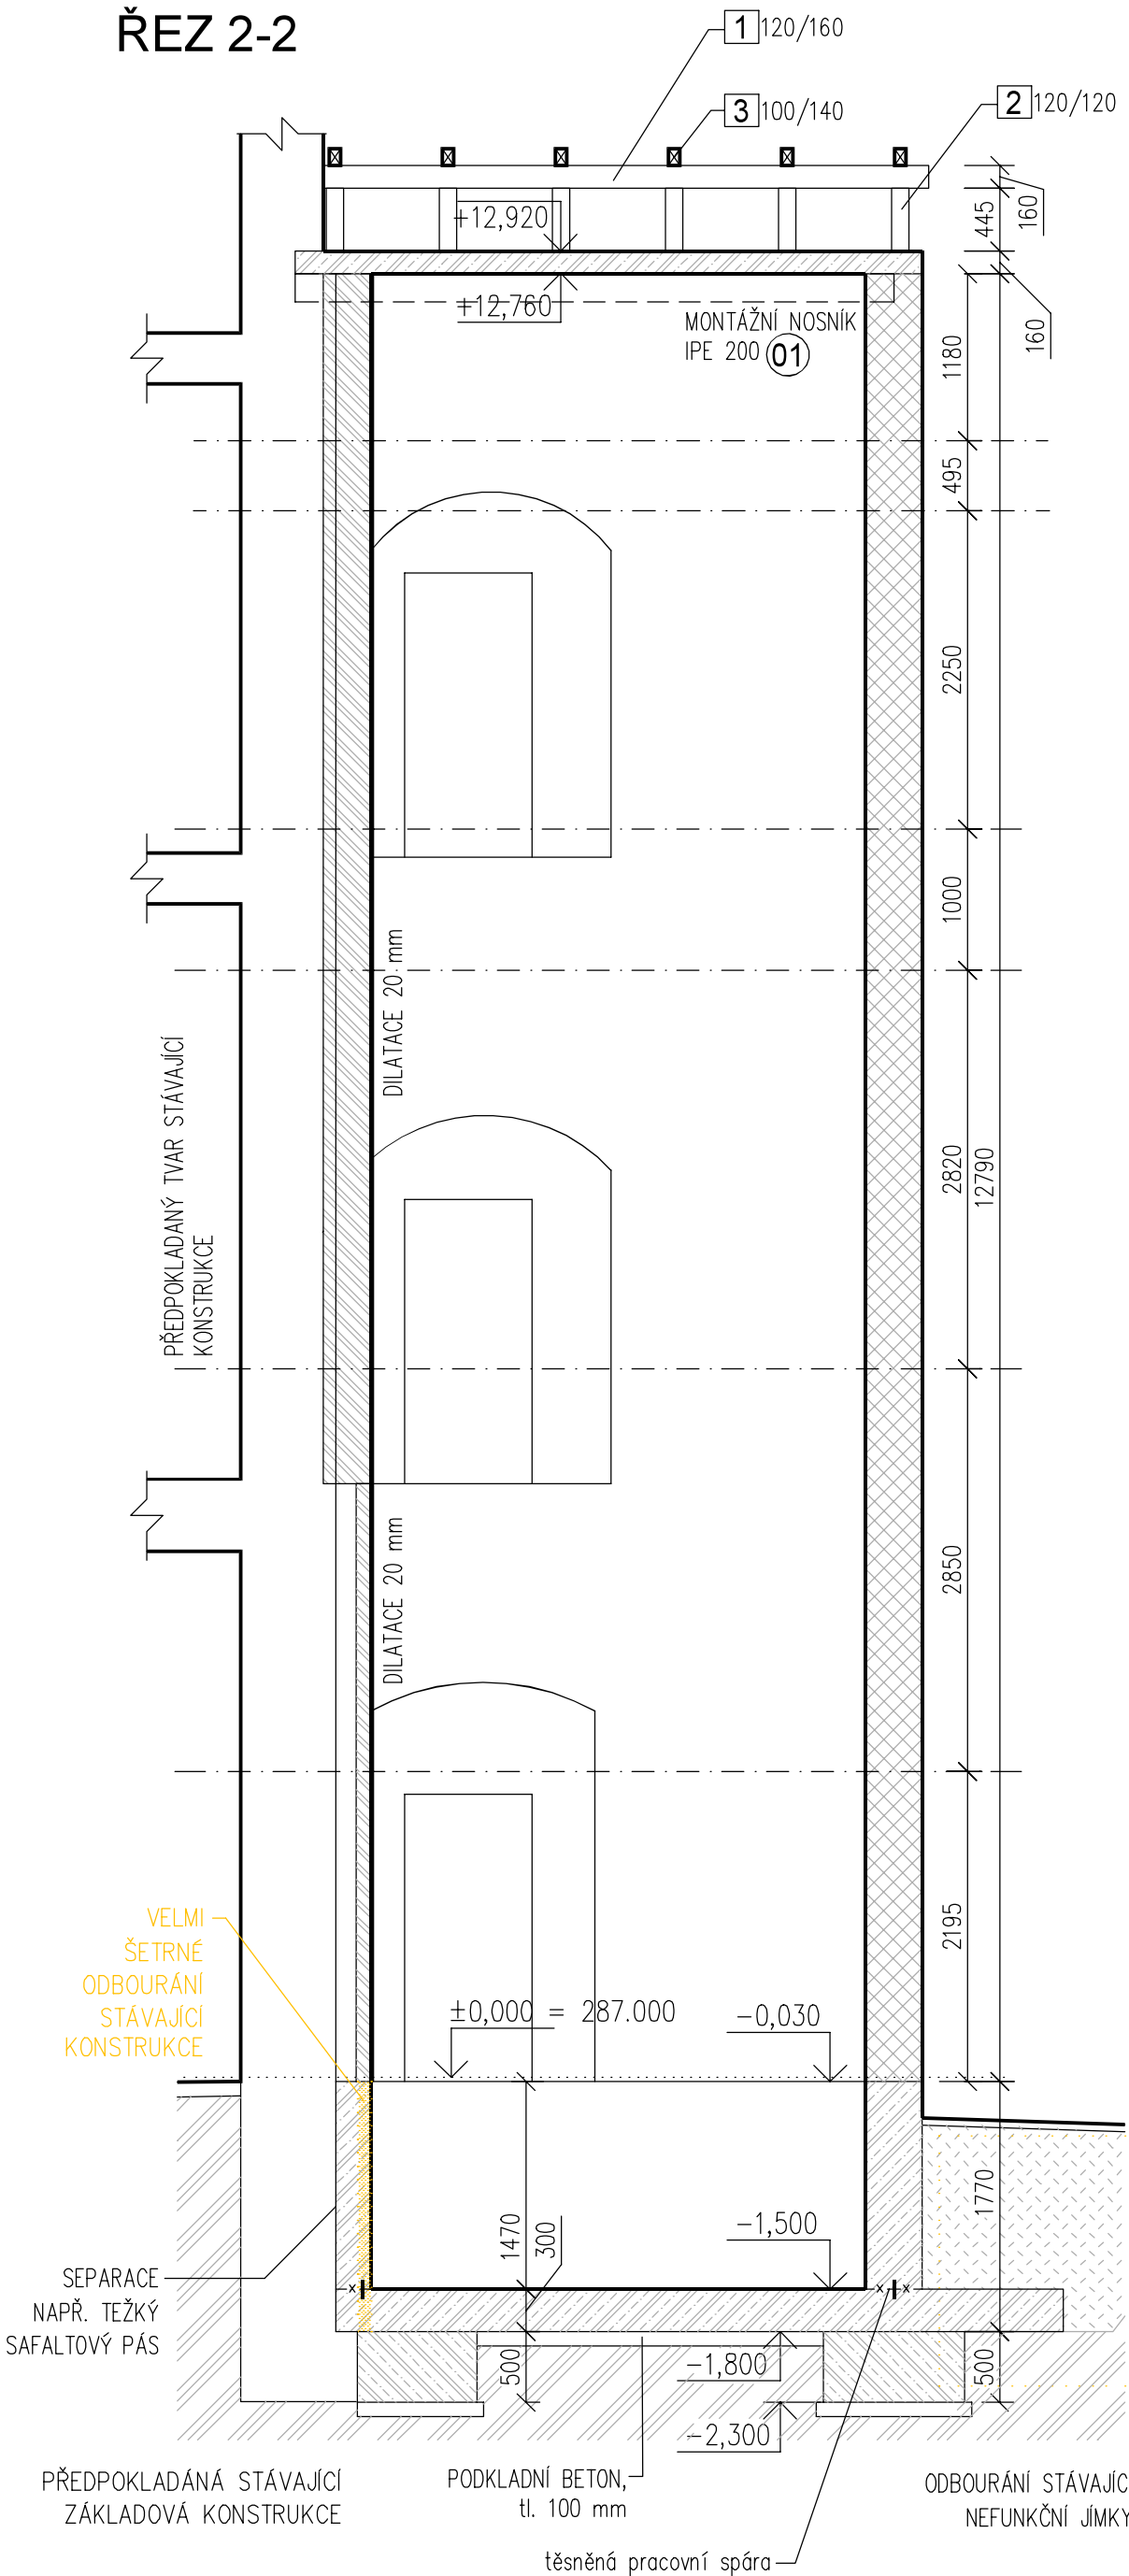 ŘEZ 2-2
1 120/160
3 100/140
2 120/120
445
160
+12,920
+12,760
MONTÁŽNÍ NOSNÍK
IPE 200 01
160
1180
495
2250
1000
DILATACE 20 mm
PŘEDPOKLADANÝ TVAR STÁVAJÍCÍ
KONSTRUKCE
2820
12790
2850
DILATACE 20 mm
2195
VELMI
ŠETRNÉ
ODBOURÁNÍ
STÁVAJÍCÍ
KONSTRUKCE
±0,000 = 287.000
-0,030
1470
300
-1,500
1770
SEPARACE
NAPŘ. TEŽKÝ
SAFALTOVÝ PÁS
500
-1,800
500
-2,300
PŘEDPOKLADÁNÁ STÁVAJÍCÍ
ZÁKLADOVÁ KONSTRUKCE
PODKLADNÍ BETON,
tl. 100 mm
ODBOURÁNÍ STÁVAJÍC
NEFUNKČNÍ JÍMKY
těsněná pracovní spára